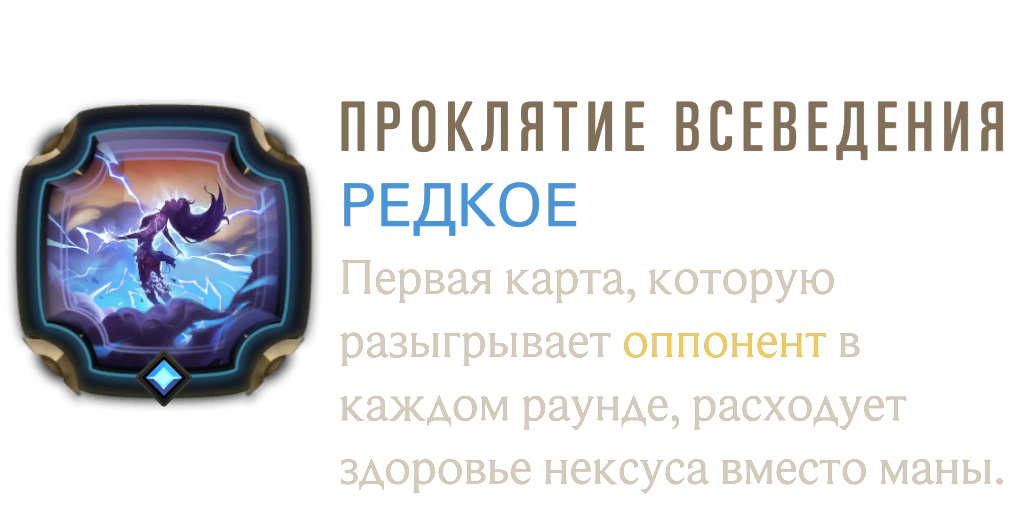 ПРОКЛЯТИЕ ВСЕВЕДЕНИЯ
РЕДКОЕ
Первая карта, которую
разыгрывает оппонент в
каждом раунде, расходует
здоровье нексуса вместо маны.